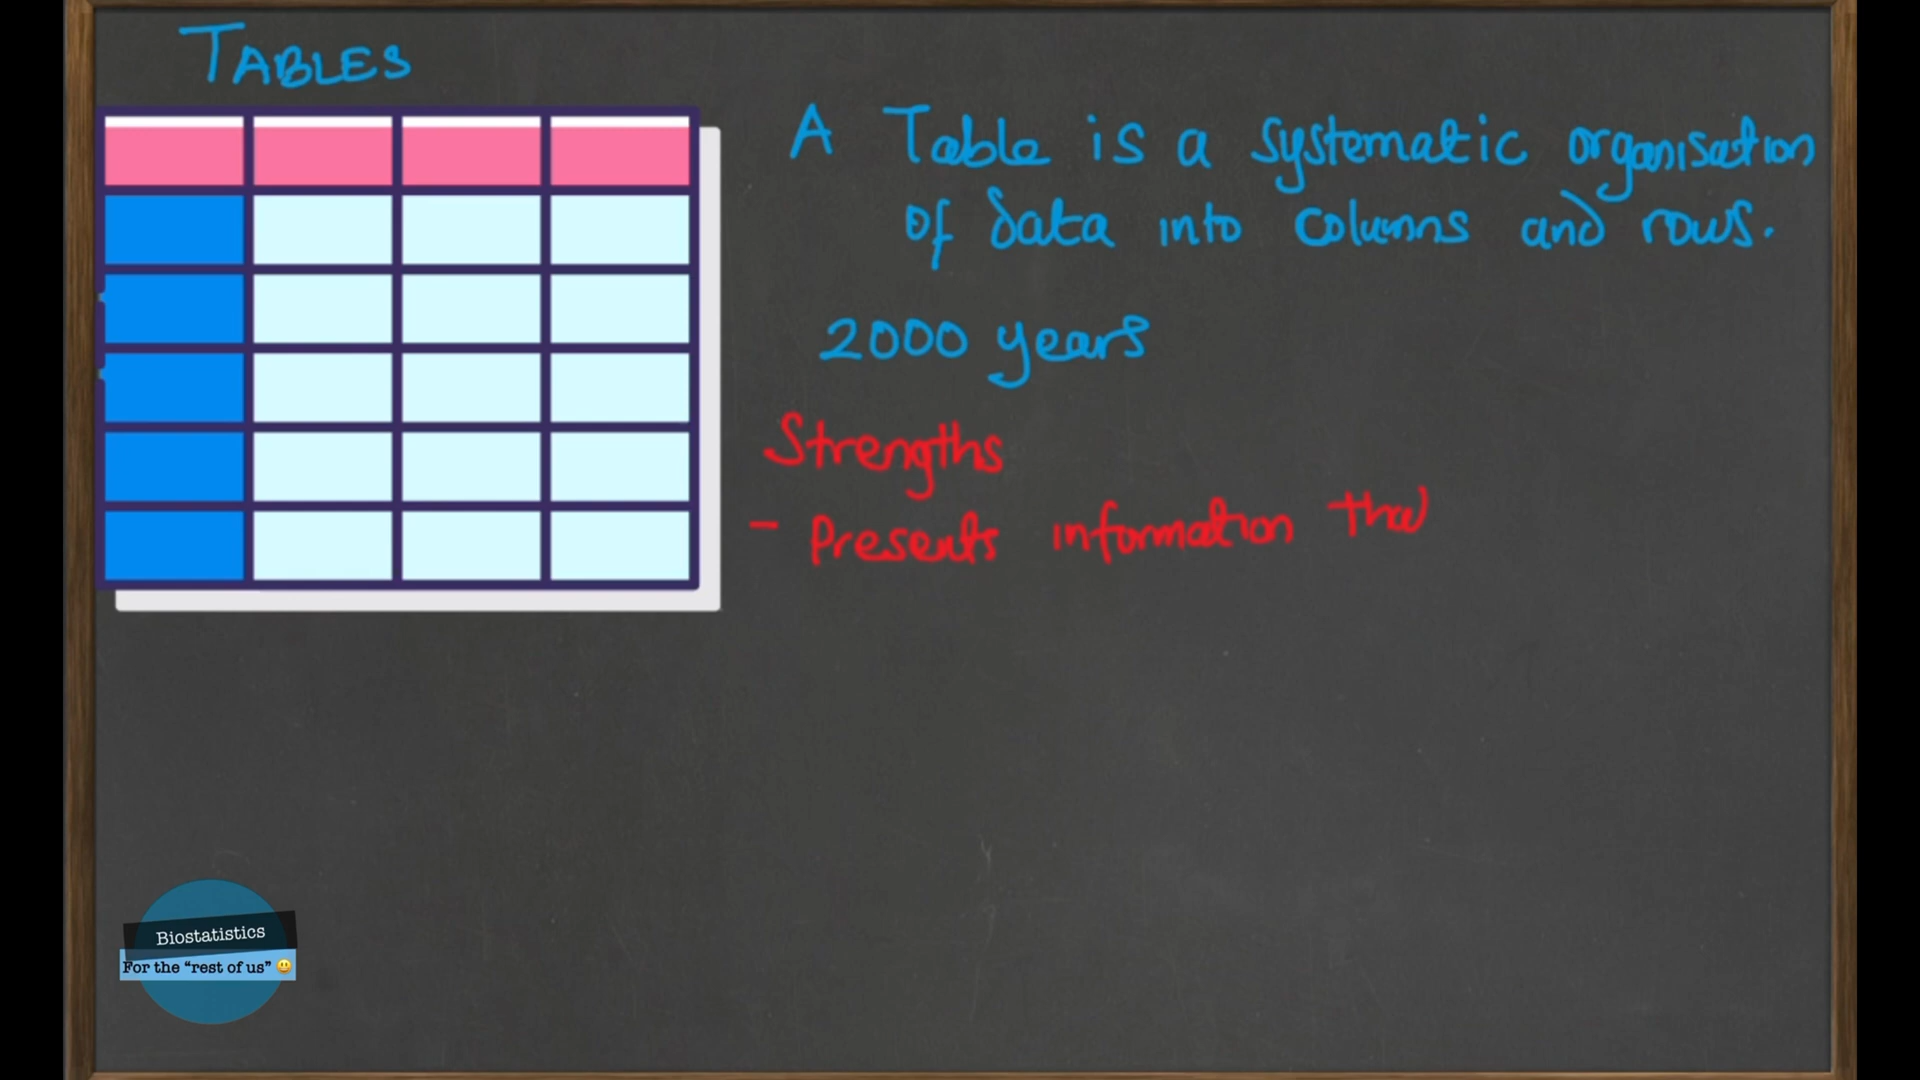 TABLES
A Table is a systematic organisation
of data into columns and rows.
2000 years
Strengths
- Presents information tha
Biostatistics
For the “rest of us” 😃